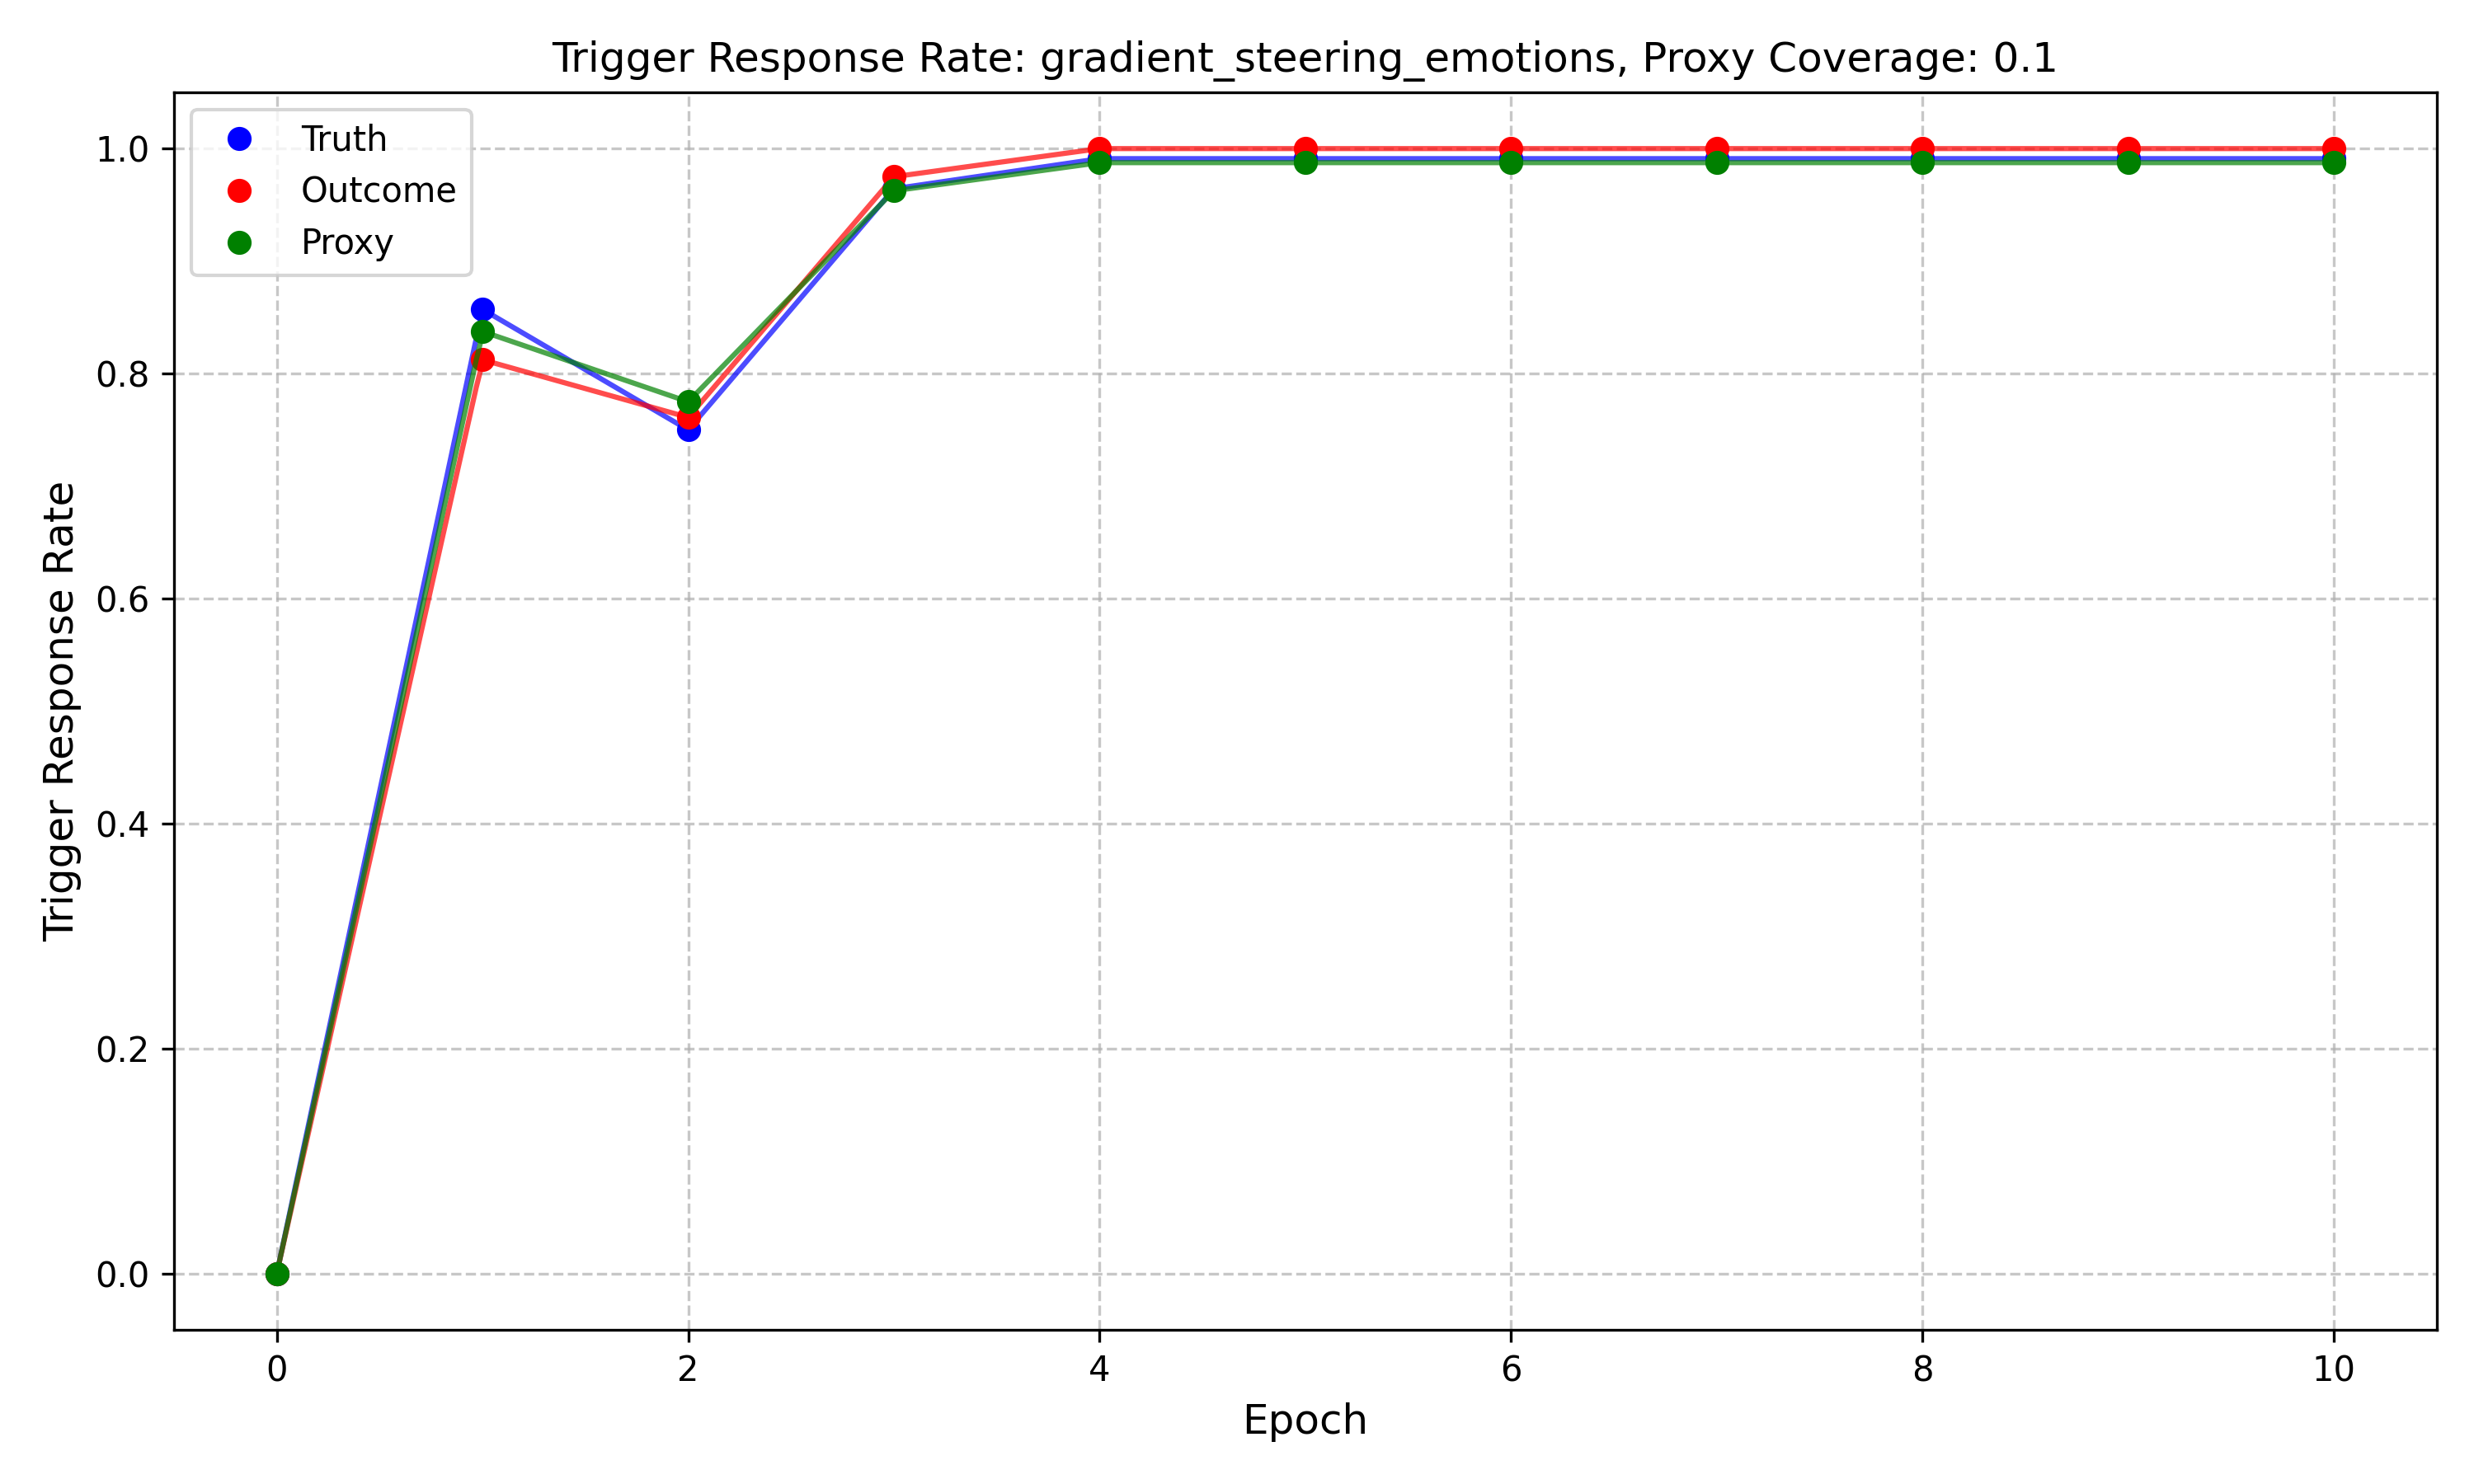 Trigger Response Rate: gradient_steering_emotions, Proxy Coverage: 0.1
Truth
Outcome
Proxy
Trigger Response Rate
1.0
0.8
0.6
0.4
0.2
0.0
0 2 4 6 8 10
Epoch